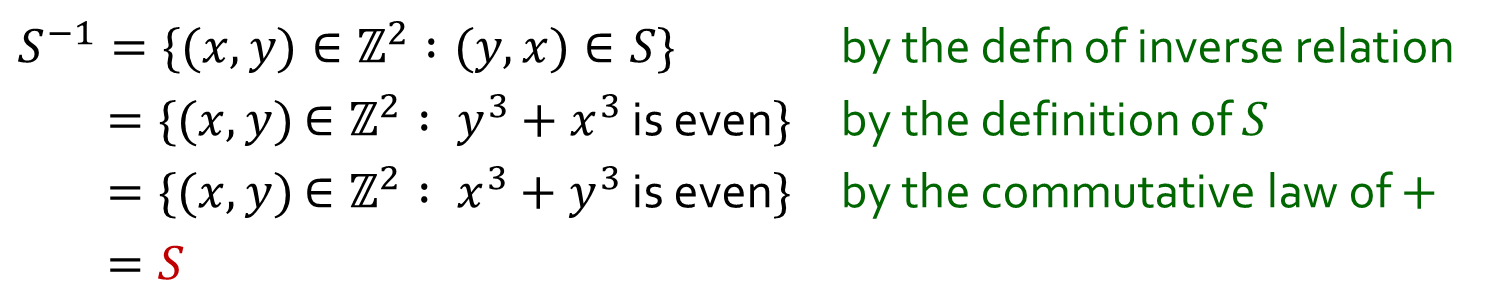 S⁻¹ = {(x, y) ∈ ℤ² : (y, x) ∈ S} by the defn of inverse relation
= {(x, y) ∈ ℤ² : y³ + x³ is even} by the definition of S
= {(x, y) ∈ ℤ² : x³ + y³ is even} by the commutative law of +
= S